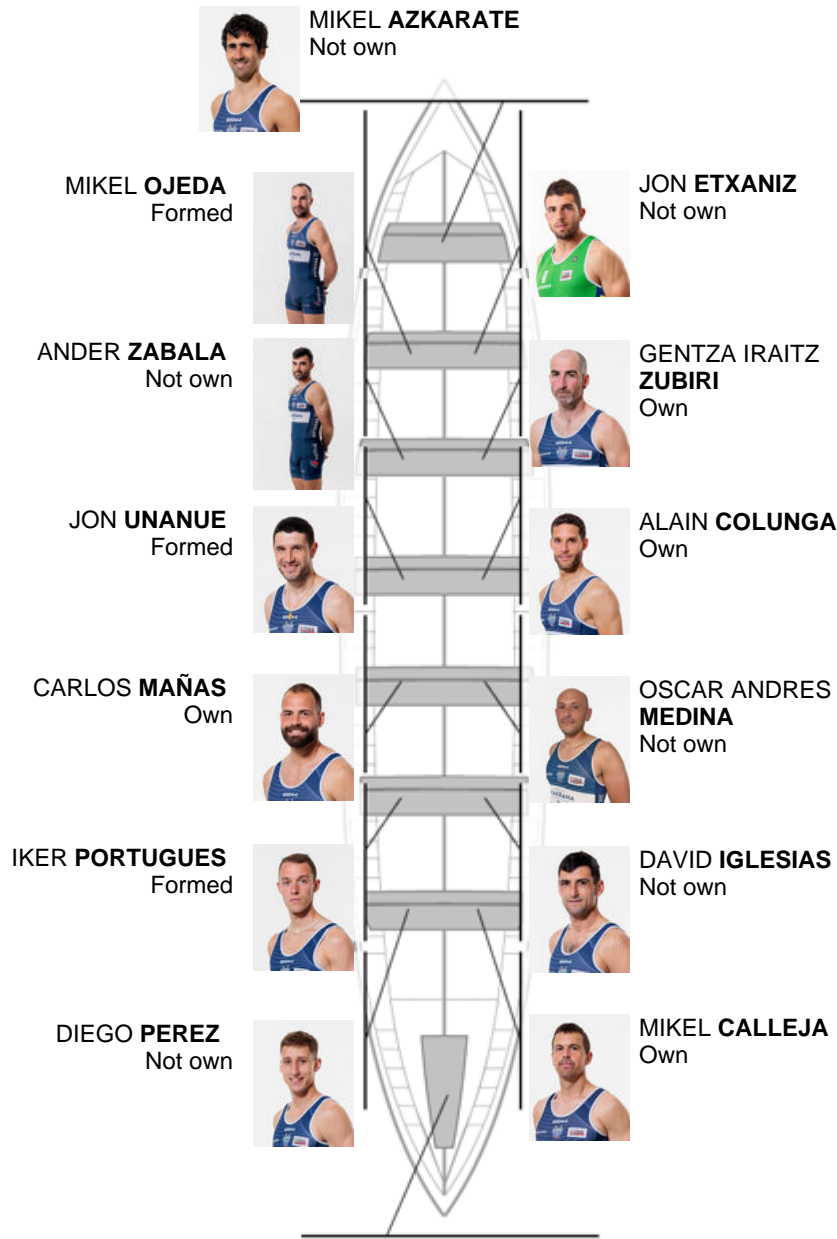 MIKEL AZKARATE
Not own
MIKEL OJEDA
Formed
JON ETXANIZ
Not own
ANDER ZABALA
Not own
GENTZA IRAITZ
ZUBIRI
Own
JON UNANUE
Formed
ALAIN COLUNGA
Own
CARLOS MAÑAS
Own
OSCAR ANDRES
MEDINA
Not own
IKER PORTUGUES
Formed
DAVID IGLESIAS
Not own
DIEGO PEREZ
Not own
MIKEL CALLEJA
Own